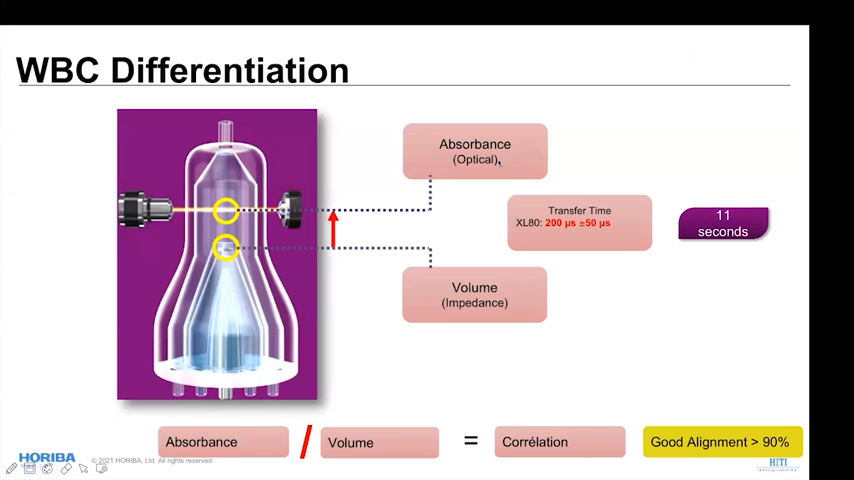 WBC Differentiation
Absorbance
(Optical)
Transfer Time
XL80: 200 µs ±50 µs
11
seconds
Volume
(Impedance)
Absorbance
/
Volume
=
Corrélation
Good Alignment > 90%
HORIBA
© 2021 HORIBA, Ltd. All rights reserved.
HITI